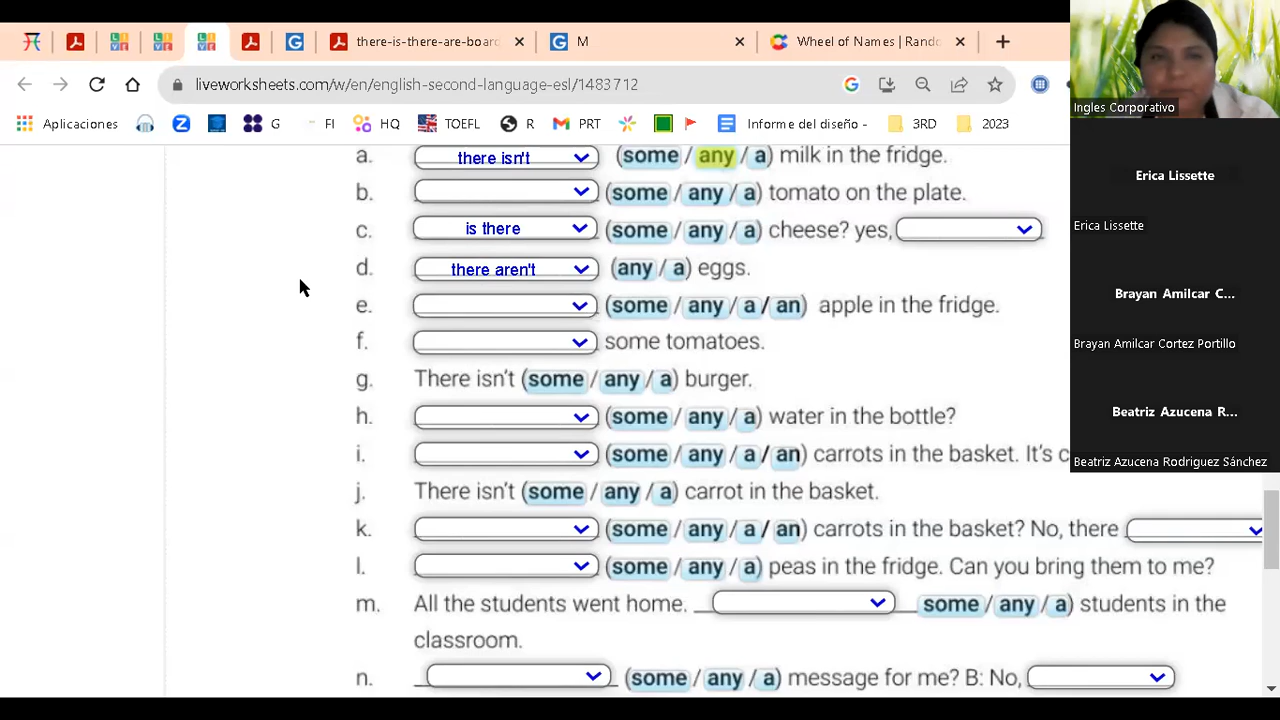 there-is-there-are-boar
M
Wheel of Names | Rando
liveworksheets.com/w/en/english-second-language-esl/1483712
Aplicaciones
G
FI
HQ
TOEFL
R
PRT
Informe del diseño -
3RD
2023
a. there isn't (some / any / a) milk in the fridge.
b. (some / any / a) tomato on the plate.
c. is there (some / any / a) cheese? yes,
d. there aren't (any / a) eggs.
e. (some / any / a / an) apple in the fridge.
f. some tomatoes.
g. There isn't (some / any / a) burger.
h. (some / any / a) water in the bottle?
i. (some / any / a / an) carrots in the basket. It's c
j. There isn't (some / any / a) carrot in the basket.
k. (some / any / a / an) carrots in the basket? No, there
l. (some / any / a) peas in the fridge. Can you bring them to me?
m. All the students went home. some / any / a) students in the
classroom.
n. (some / any / a) message for me? B: No,
Ingles Corporativo
Erica Lissette
Erica Lissette
Brayan Amilcar C...
Brayan Amilcar Cortez Portillo
Beatriz Azucena R...
Beatriz Azucena Rodriguez Sánchez